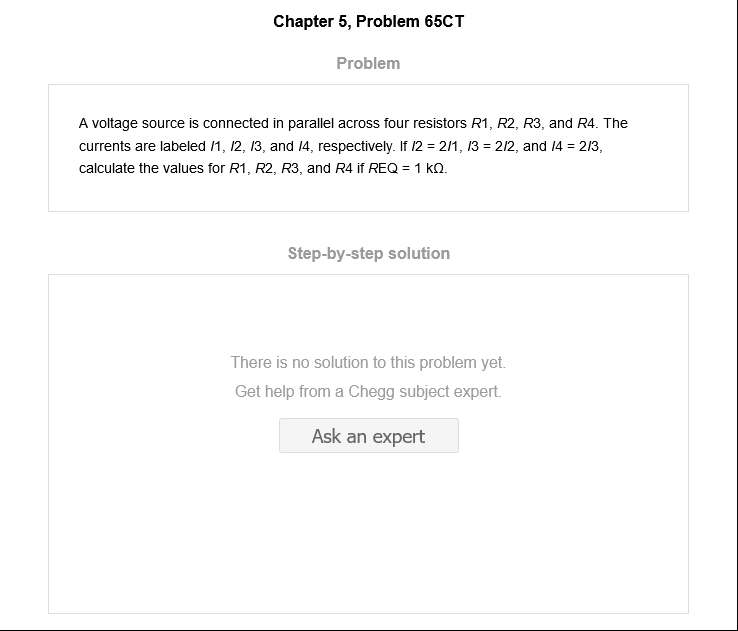 Chapter 5, Problem 65CT
Problem
A voltage source is connected in parallel across four resistors R1, R2, R3, and R4. The
currents are labeled I1, I2, I3, and I4, respectively. If I2 = 2I1, I3 = 2I2, and I4 = 2I3,
calculate the values for R1, R2, R3, and R4 if REQ = 1 kΩ.
Step-by-step solution
There is no solution to this problem yet.
Get help from a Chegg subject expert.
Ask an expert